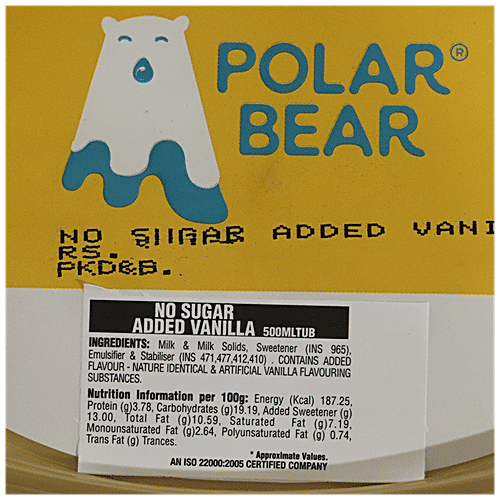 POLAR®
BEAR
NO SUGAR ADDED VANI
RS.
PKD&B.
NO SUGAR
ADDED VANILLA 500MLTUB
INGREDIENTS: Milk & Milk Solids, Sweetener (INS 965),
Emulsifier & Stabiliser (INS 471,477,412,410) . CONTAINS ADDED
FLAVOUR - NATURE IDENTICAL & ARTIFICIAL VANILLA FLAVOURING
SUBSTANCES.
Nutrition Information per 100g: Energy (Kcal) 187.25,
Protein (g)3.78, Carbohydrates (g)19.19, Added Sweetener (g)
13.00, Total Fat (g)10.59, Saturated Fat (g)7.19,
Monounsaturated Fat (g)2.64, Polyunsaturated Fat (g) 0.74,
Trans Fat (g) Trances.
* Approximate Values.
AN ISO 22000:2005 CERTIFIED COMPANY